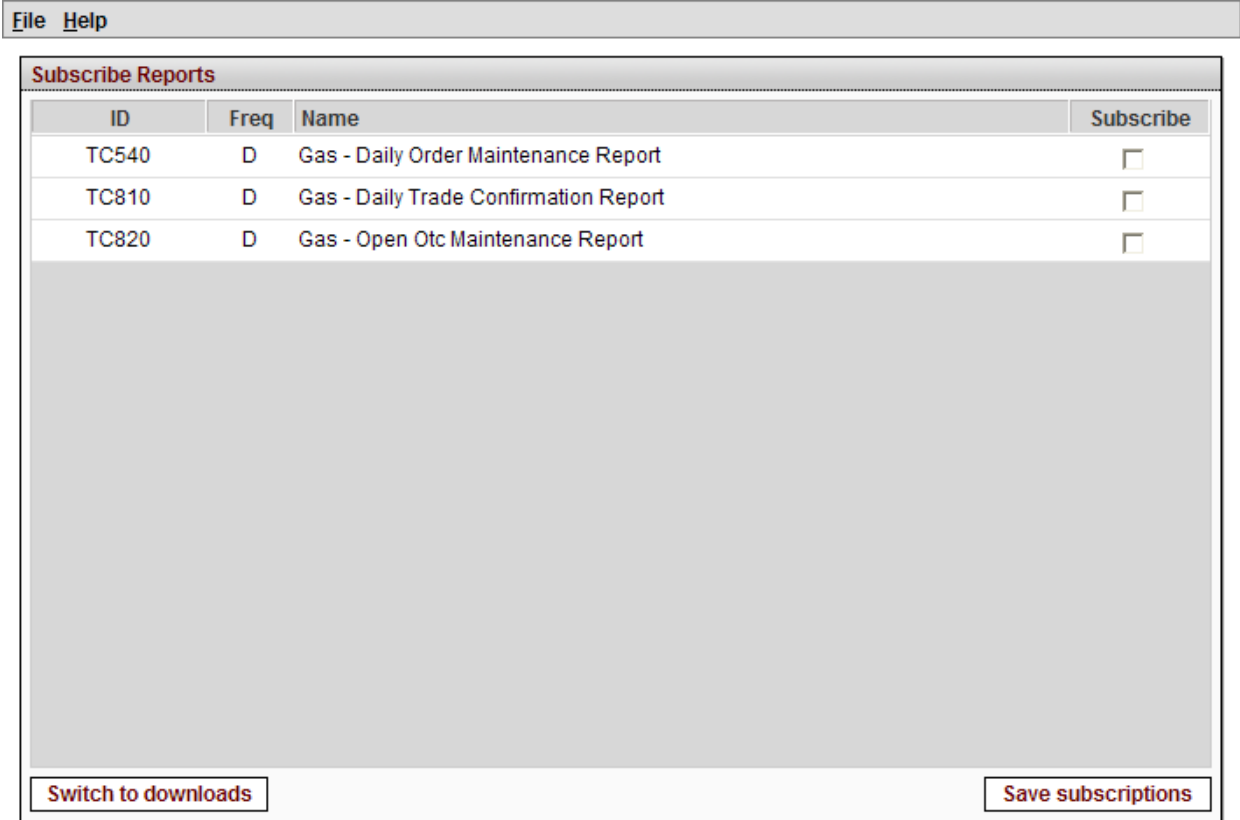 File Help
Subscribe Reports
ID Freq Name Subscribe
TC540 D Gas - Daily Order Maintenance Report
TC810 D Gas - Daily Trade Confirmation Report
TC820 D Gas - Open Otc Maintenance Report
Switch to downloads Save subscriptions